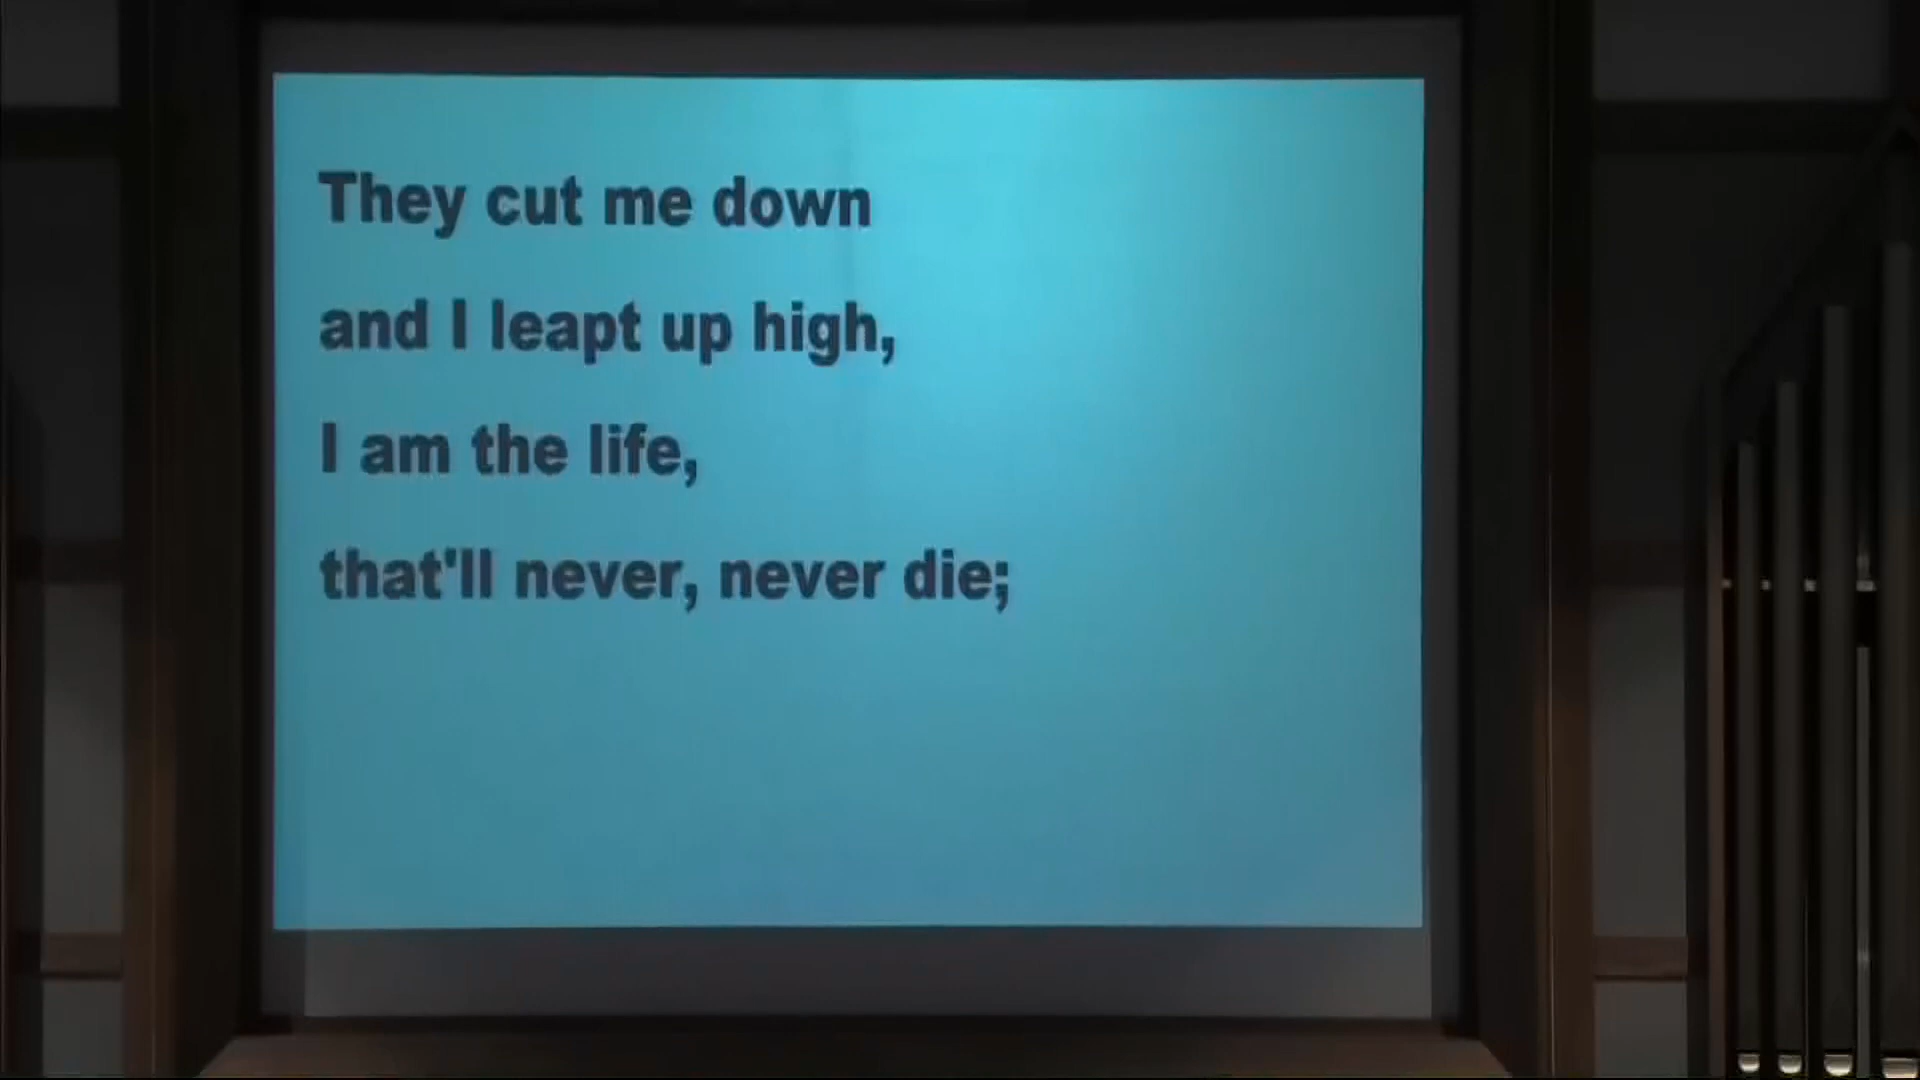 They cut me down
and I leapt up high,
I am the life,
that'll never, never die;